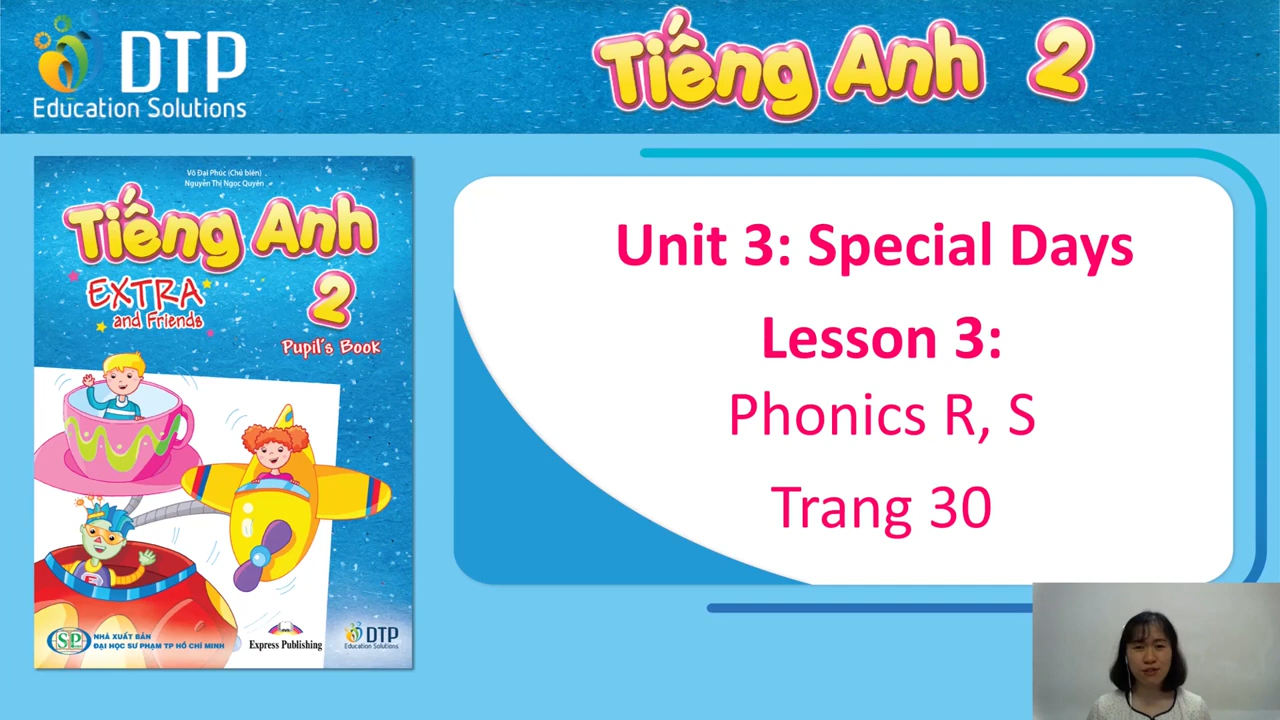 DTP
Education Solutions
Tiếng Anh 2
Võ Đại Phúc (Chủ biên)
Nguyễn Thị Ngọc Quyên
Tiếng Anh
EXTRA
and Friends
2
Pupil's Book
NHÀ XUẤT BẢN
ĐẠI HỌC SƯ PHẠM TP HỒ CHÍ MINH
SP
Express Publishing
DTP
Education Solutions
Unit 3: Special Days
Lesson 3:
Phonics R, S
Trang 30